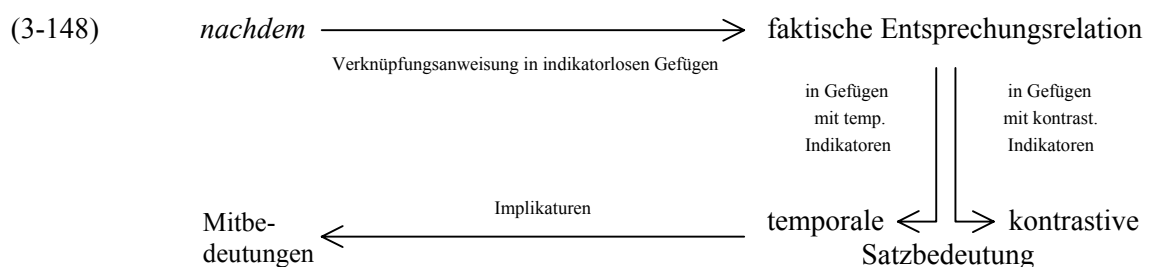 (3-148) nachdem faktische Entsprechungsrelation
Verknüpfungsanweisung in indikatorlosen Gefügen
in Gefügen in Gefügen
mit temp. mit kontrast.
Indikatoren Indikatoren
Implikaturen
Mitbe- temporale kontrastive
deutungen Satzbedeutung